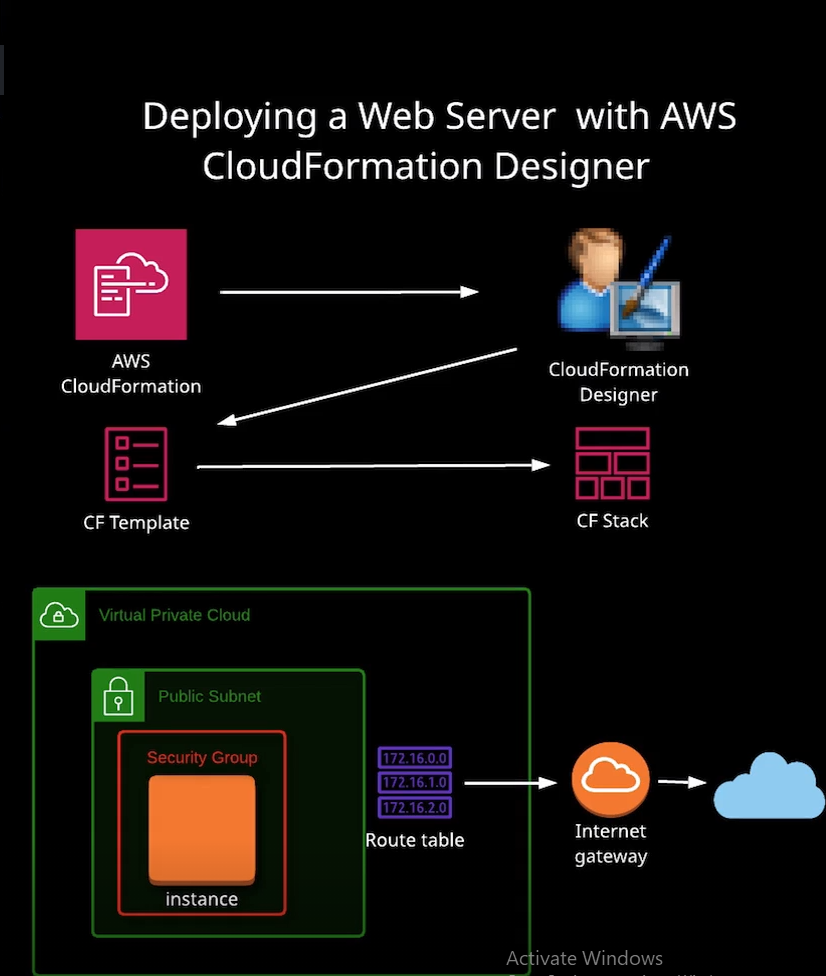 Deploying a Web Server with AWS
CloudFormation Designer
AWS
CloudFormation
CloudFormation
Designer
CF Template
CF Stack
Virtual Private Cloud
Public Subnet
Security Group
instance
172.16.0.0
172.16.1.0
172.16.2.0
Route table
Internet
gateway
Activate Windows